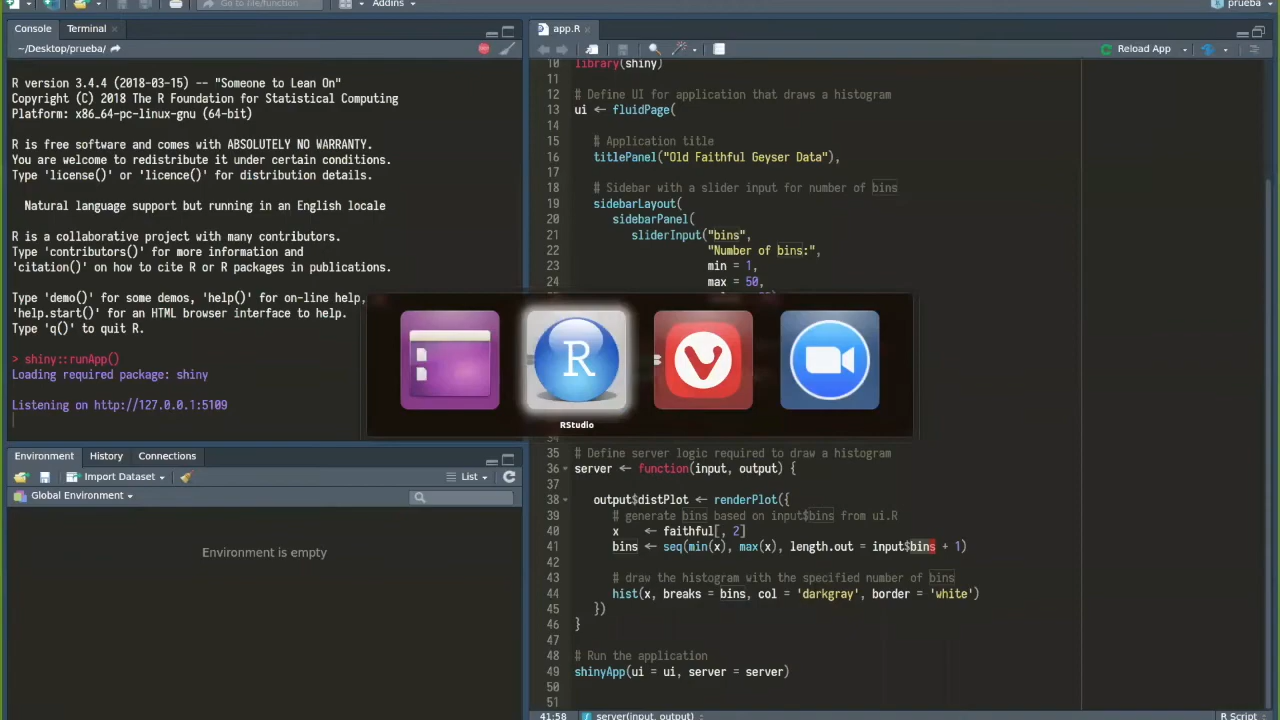 Go to file/function
Addins
prueba
Console
Terminal
~/Desktop/prueba/
R version 3.4.4 (2018-03-15) -- "Someone to Lean On"
Copyright (C) 2018 The R Foundation for Statistical Computing
Platform: x86_64-pc-linux-gnu (64-bit)
R is free software and comes with ABSOLUTELY NO WARRANTY.
You are welcome to redistribute it under certain conditions.
Type 'license()' or 'licence()' for distribution details.
Natural language support but running in an English locale
R is a collaborative project with many contributors.
Type 'contributors()' for more information and
'citation()' on how to cite R or R packages in publications.
Type 'demo()' for some demos, 'help()' for on-line help,
'help.start()' for an HTML browser interface to help.
Type 'q()' to quit R.
> shiny::runApp()
Loading required package: shiny
Listening on http://127.0.0.1:5109
Environment
History
Connections
Import Dataset
List
Global Environment
Environment is empty
app.R
Reload App
10 library(shiny)
11
12 # Define UI for application that draws a histogram
13 ui <- fluidPage(
14
15 # Application title
16 titlePanel("Old Faithful Geyser Data"),
17
18 # Sidebar with a slider input for number of bins
19 sidebarLayout(
20 sidebarPanel(
21 sliderInput("bins",
22 "Number of bins:",
23 min = 1,
24 max = 50,
RStudio
35 # Define server logic required to draw a histogram
36 server <- function(input, output) {
37
38 output$distPlot <- renderPlot({
39 # generate bins based on input$bins from ui.R
40 x <- faithful[, 2]
41 bins <- seq(min(x), max(x), length.out = input$bins + 1)
42
43 # draw the histogram with the specified number of bins
44 hist(x, breaks = bins, col = 'darkgray', border = 'white')
45 })
46 }
47
48 # Run the application
49 shinyApp(ui = ui, server = server)
50
51
41:58
server(input, output)
R Script